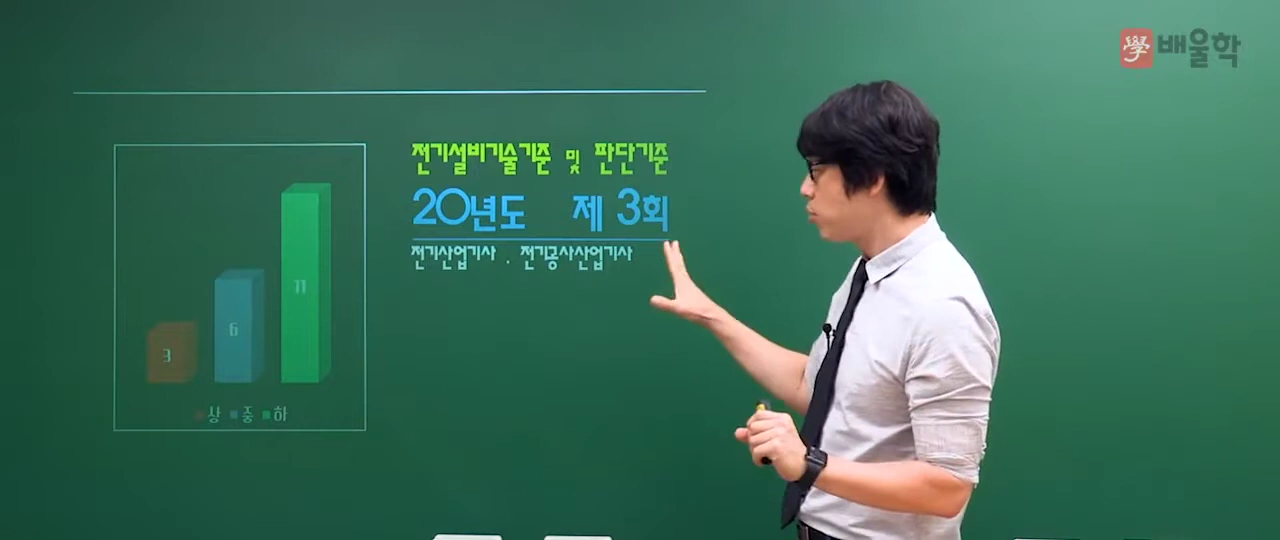 學 배울학
전기설비기술기준 및 판단기준
20년도 제 3회
전기산업기사 . 전기공사산업기사
3
6
11
상 중 하